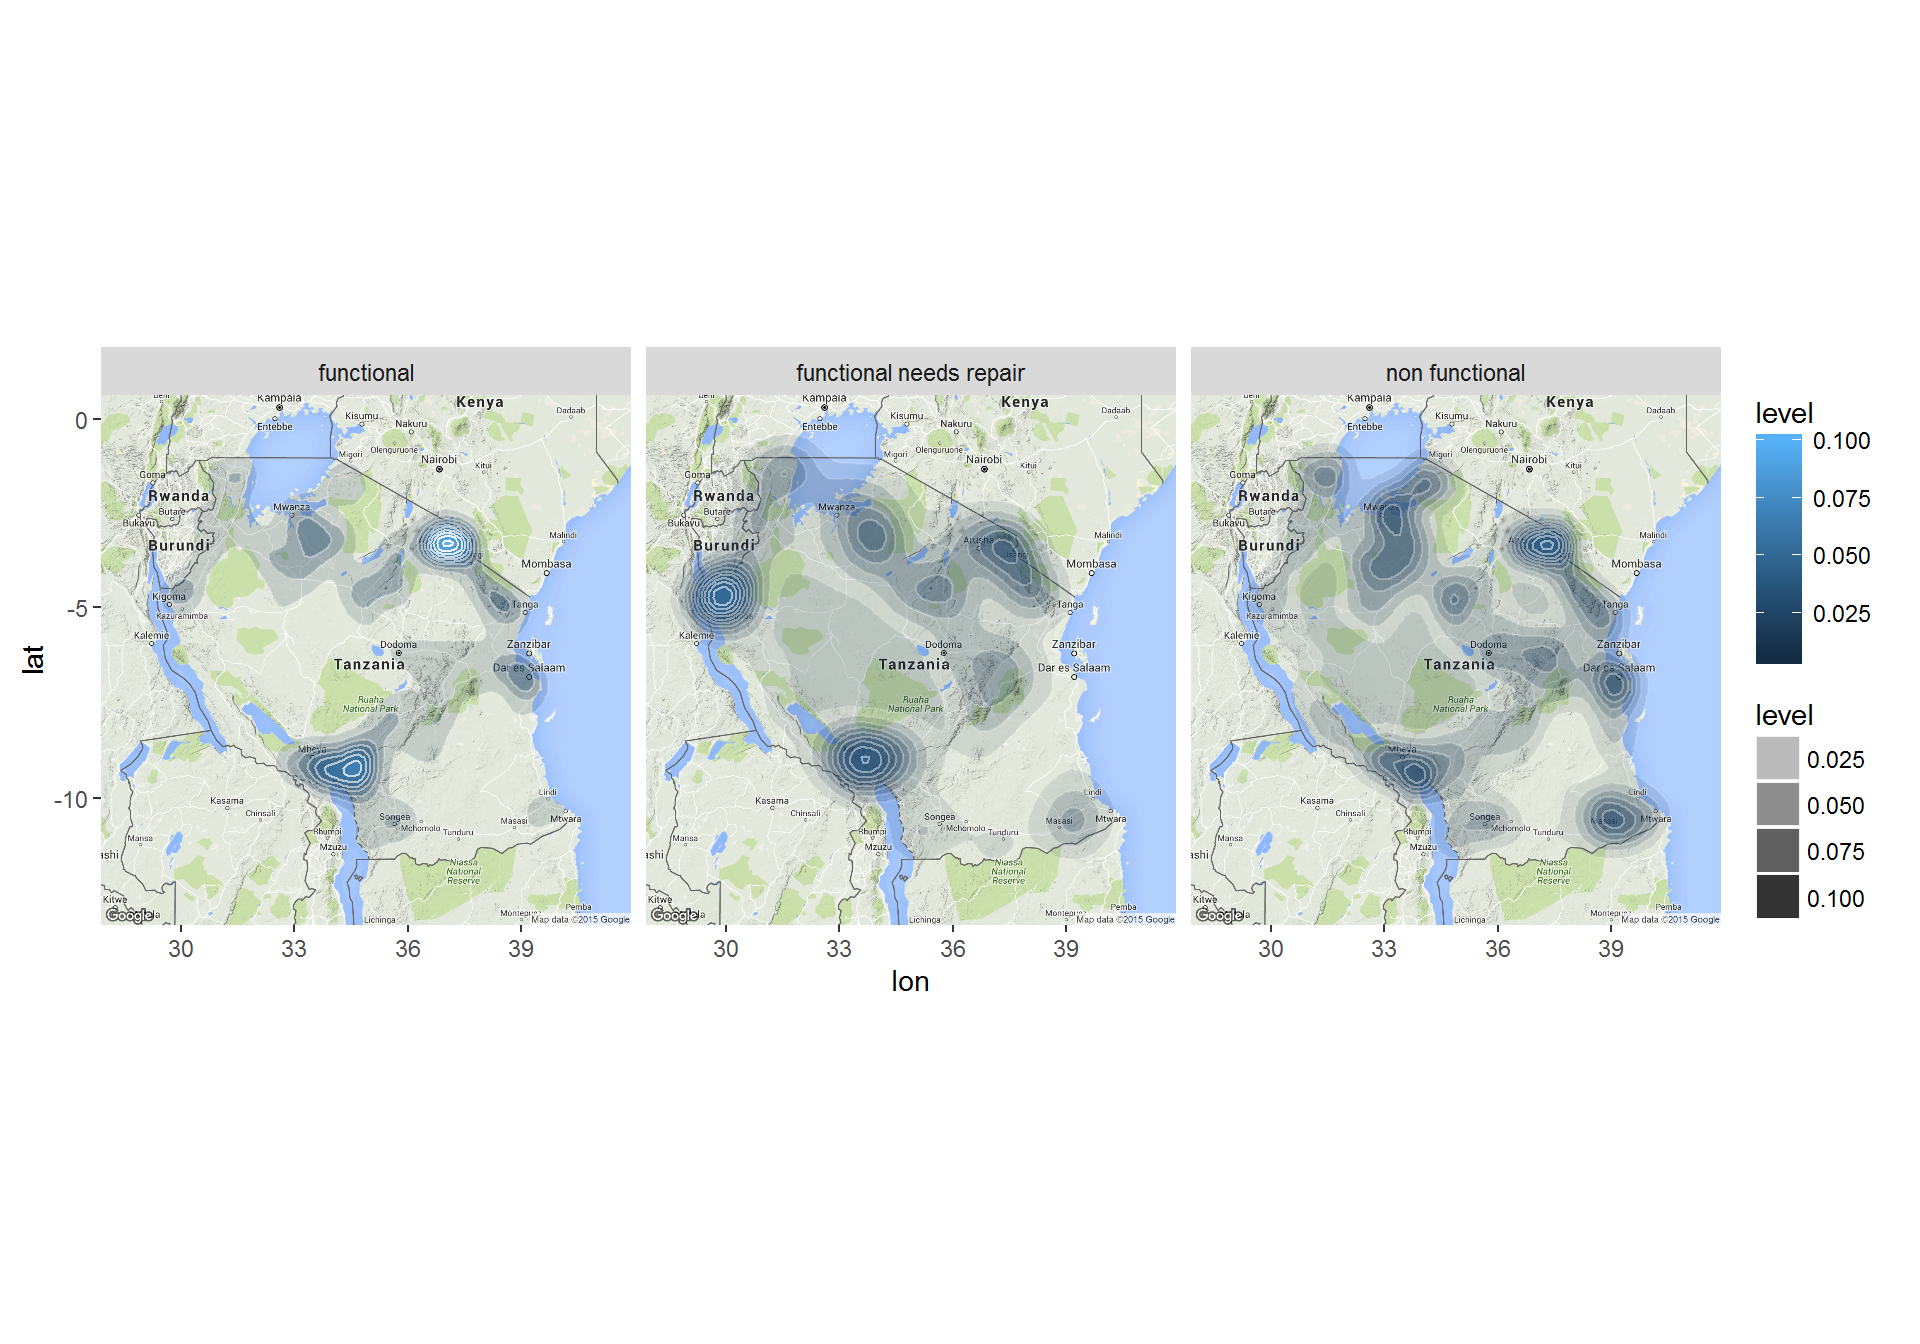 functional
functional needs repair
non functional
Kampala
Kenya
Entebbe
Kisumu
Nakuru
Dadaab
Olenguruone
Migori
Nairobi
Kitui
Goma
Rwanda
Butare
Bukavu
Mwanza
Burundi
Malindi
Mombasa
Kigoma
Kazuramimba
Tanga
Kalemie
Dodoma
Zanzibar
Tanzania
Dar es Salaam
Ruaha
National Park
Mbeya
Kasama
Chinsali
Lindi
Songea
Mchomolo
Tunduru
Masasi
Mtwara
Mansa
Rhumpi
Mzuzu
ashi
Niassa
National
Reserve
Kitwe
Google
Lichinga
Montepuez
Pemba
Map data ©2015 Google
Kampala
Kenya
Entebbe
Kisumu
Nakuru
Dadaab
Olenguruone
Migori
Nairobi
Kitui
Goma
Rwanda
Butare
Bukavu
Mwanza
Burundi
Arusha
Malindi
Mombasa
Tanga
Kalemie
Dodoma
Zanzibar
Tanzania
Dar es Salaam
Ruaha
National Park
Kasama
Chinsali
Lindi
Songea
Mchomolo
Tunduru
Masasi
Mtwara
Mansa
Rhumpi
Mzuzu
ashi
Niassa
National
Reserve
Kitwe
Google
Lichinga
Montepuez
Pemba
Map data ©2015 Google
Kampala
Kenya
Entebbe
Kisumu
Nakuru
Dadaab
Olenguruone
Migori
Nairobi
Kitui
Goma
Rwanda
Butare
Bukavu
Mwanza
Burundi
Malindi
Mombasa
Kigoma
Kazuramimba
Tanga
Kalemie
Dodoma
Zanzibar
Tanzania
Dar es Salaam
Ruaha
National Park
Mbeya
Kasama
Chinsali
Lindi
Songea
Mchomolo
Tunduru
Masasi
Mtwara
Mansa
Rhumpi
Mzuzu
ashi
Niassa
National
Reserve
Kitwe
Google
Lichinga
Montepuez
Pemba
Map data ©2015 Google
0
-5
-10
lat
30 33 36 39
30 33 36 39
30 33 36 39
lon
level
0.100
0.075
0.050
0.025
level
0.025
0.050
0.075
0.100